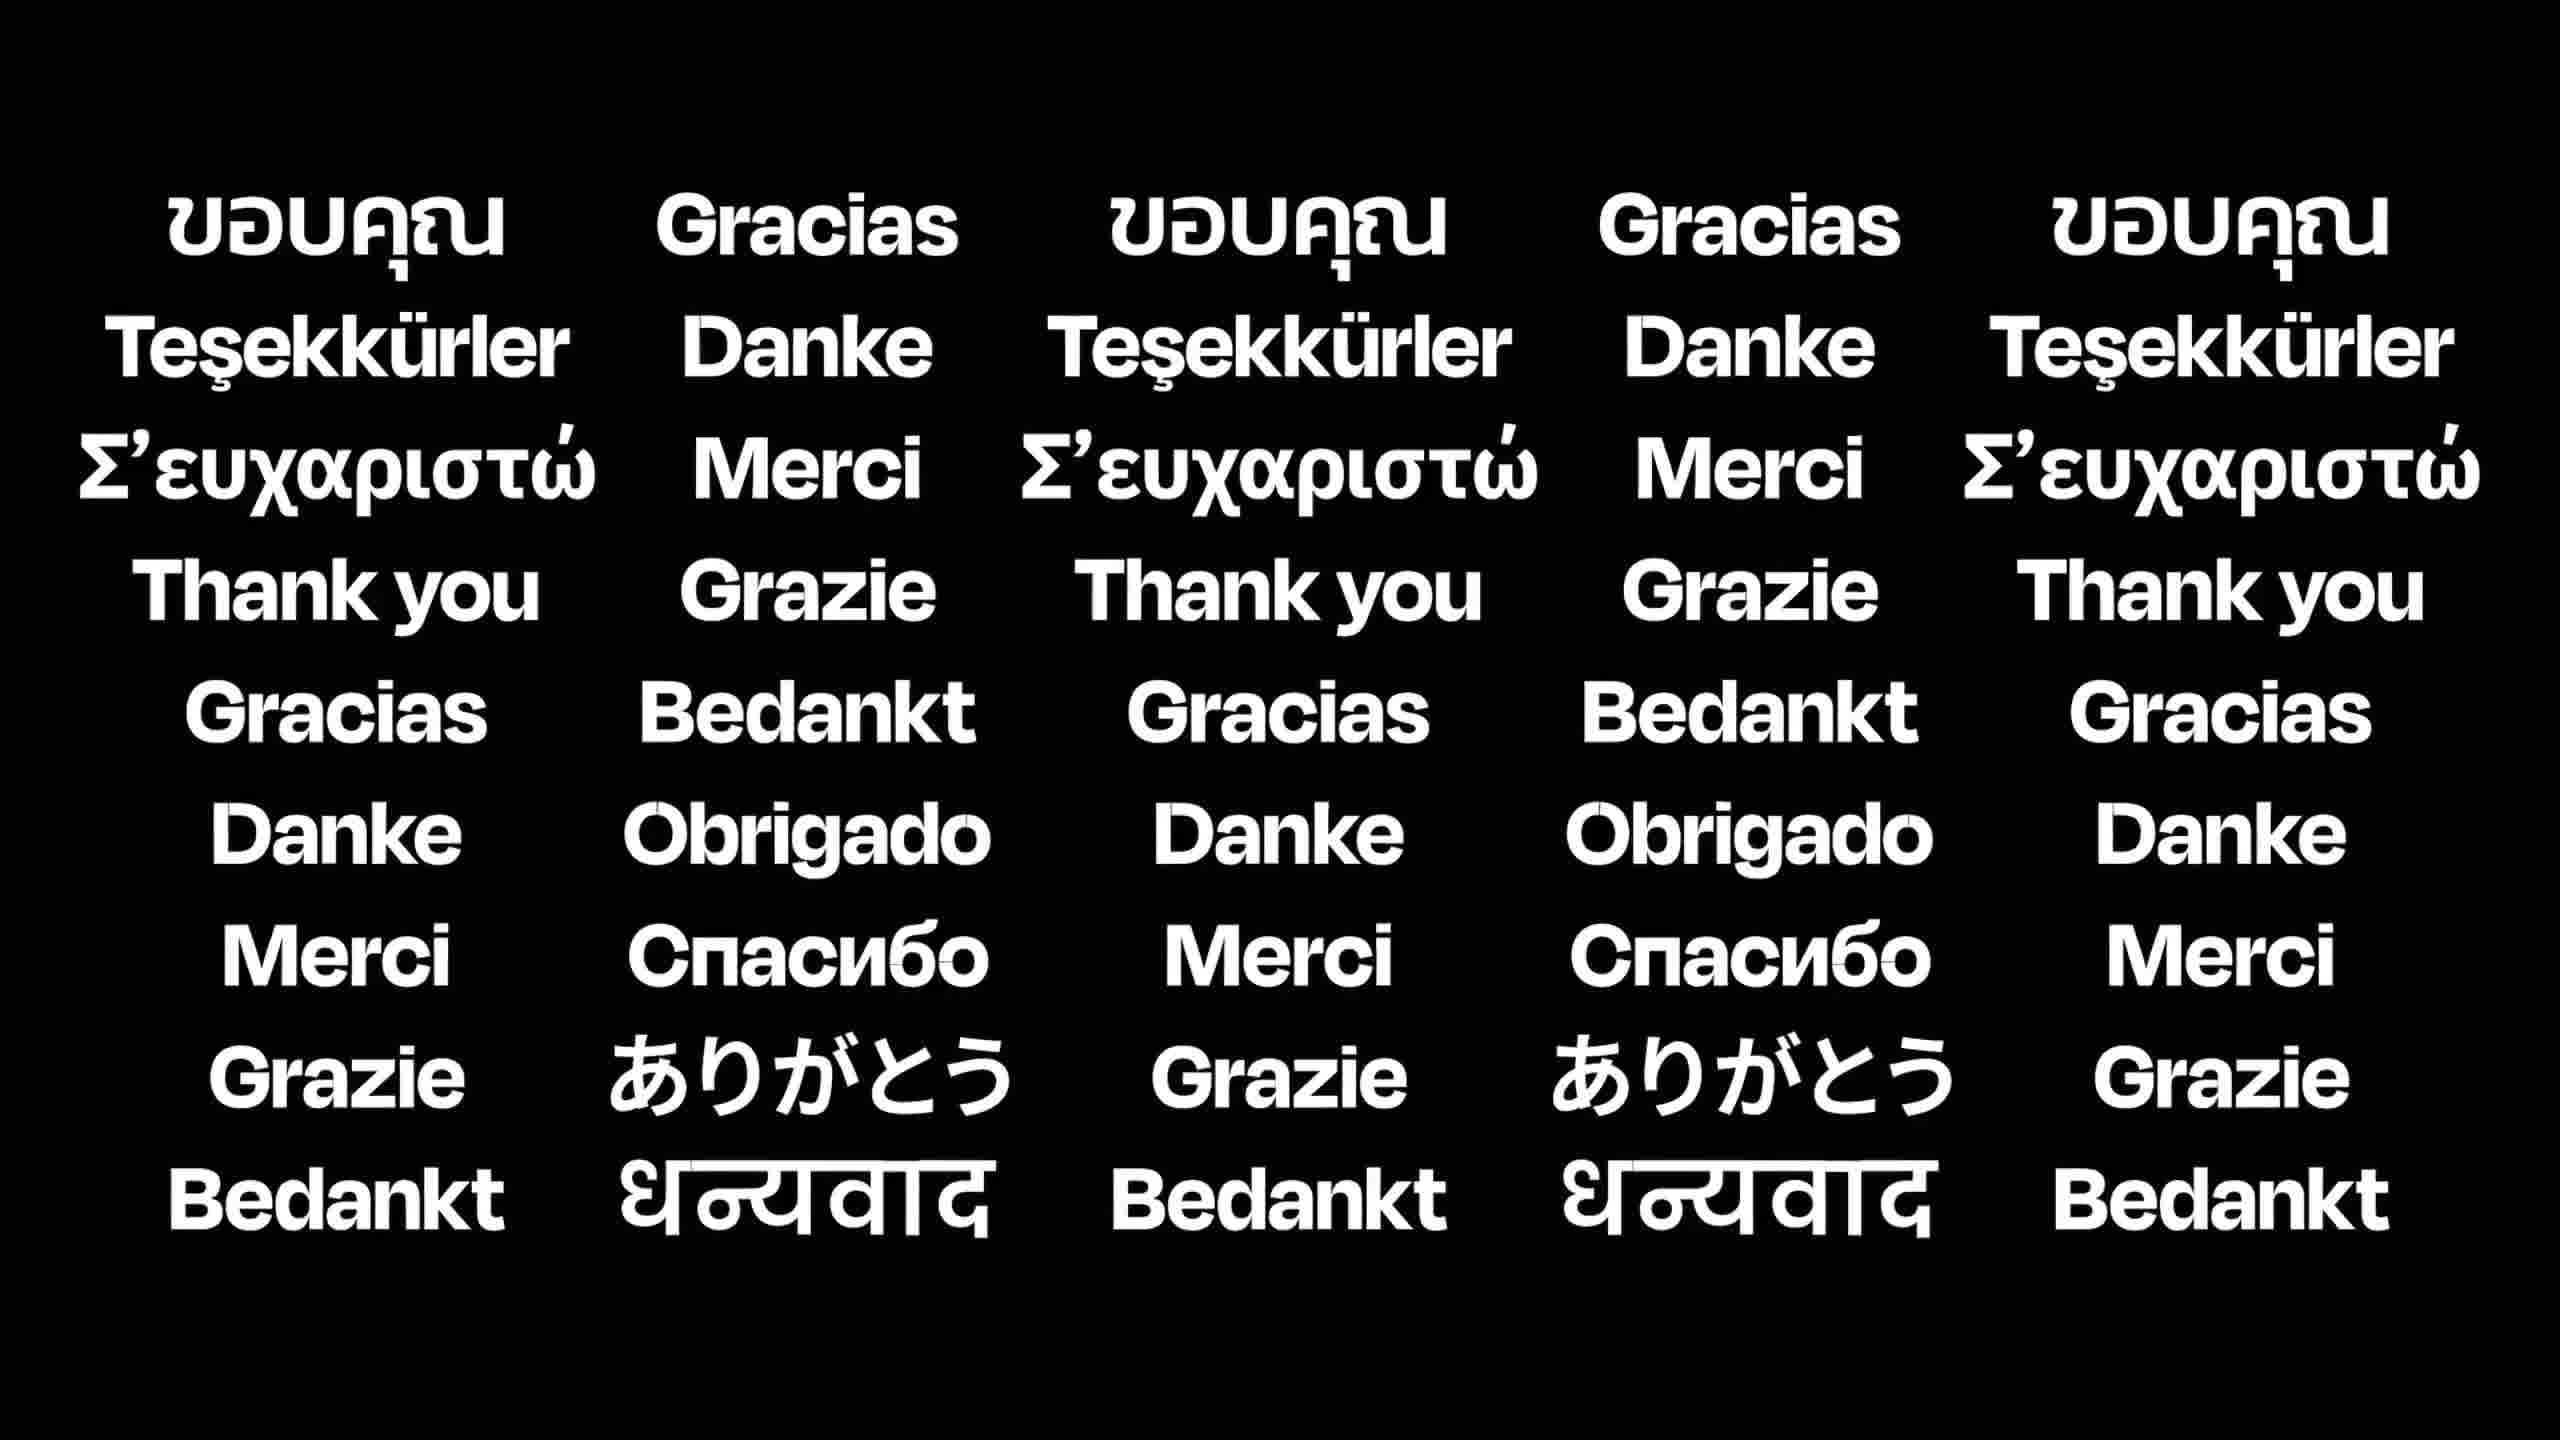 ขอบคุณ Gracias ขอบคุณ Gracias ขอบคุณ
Teşekkürler Danke Teşekkürler Danke Teşekkürler
Σ’ευχαριστώ Merci Σ’ευχαριστώ Merci Σ’ευχαριστώ
Thank you Grazie Thank you Grazie Thank you
Gracias Bedankt Gracias Bedankt Gracias
Danke Obrigado Danke Obrigado Danke
Merci Спасибо Merci Спасибо Merci
Grazie ありがとう Grazie ありがとう Grazie
Bedankt धन्यवाद Bedankt धन्यवाद Bedankt